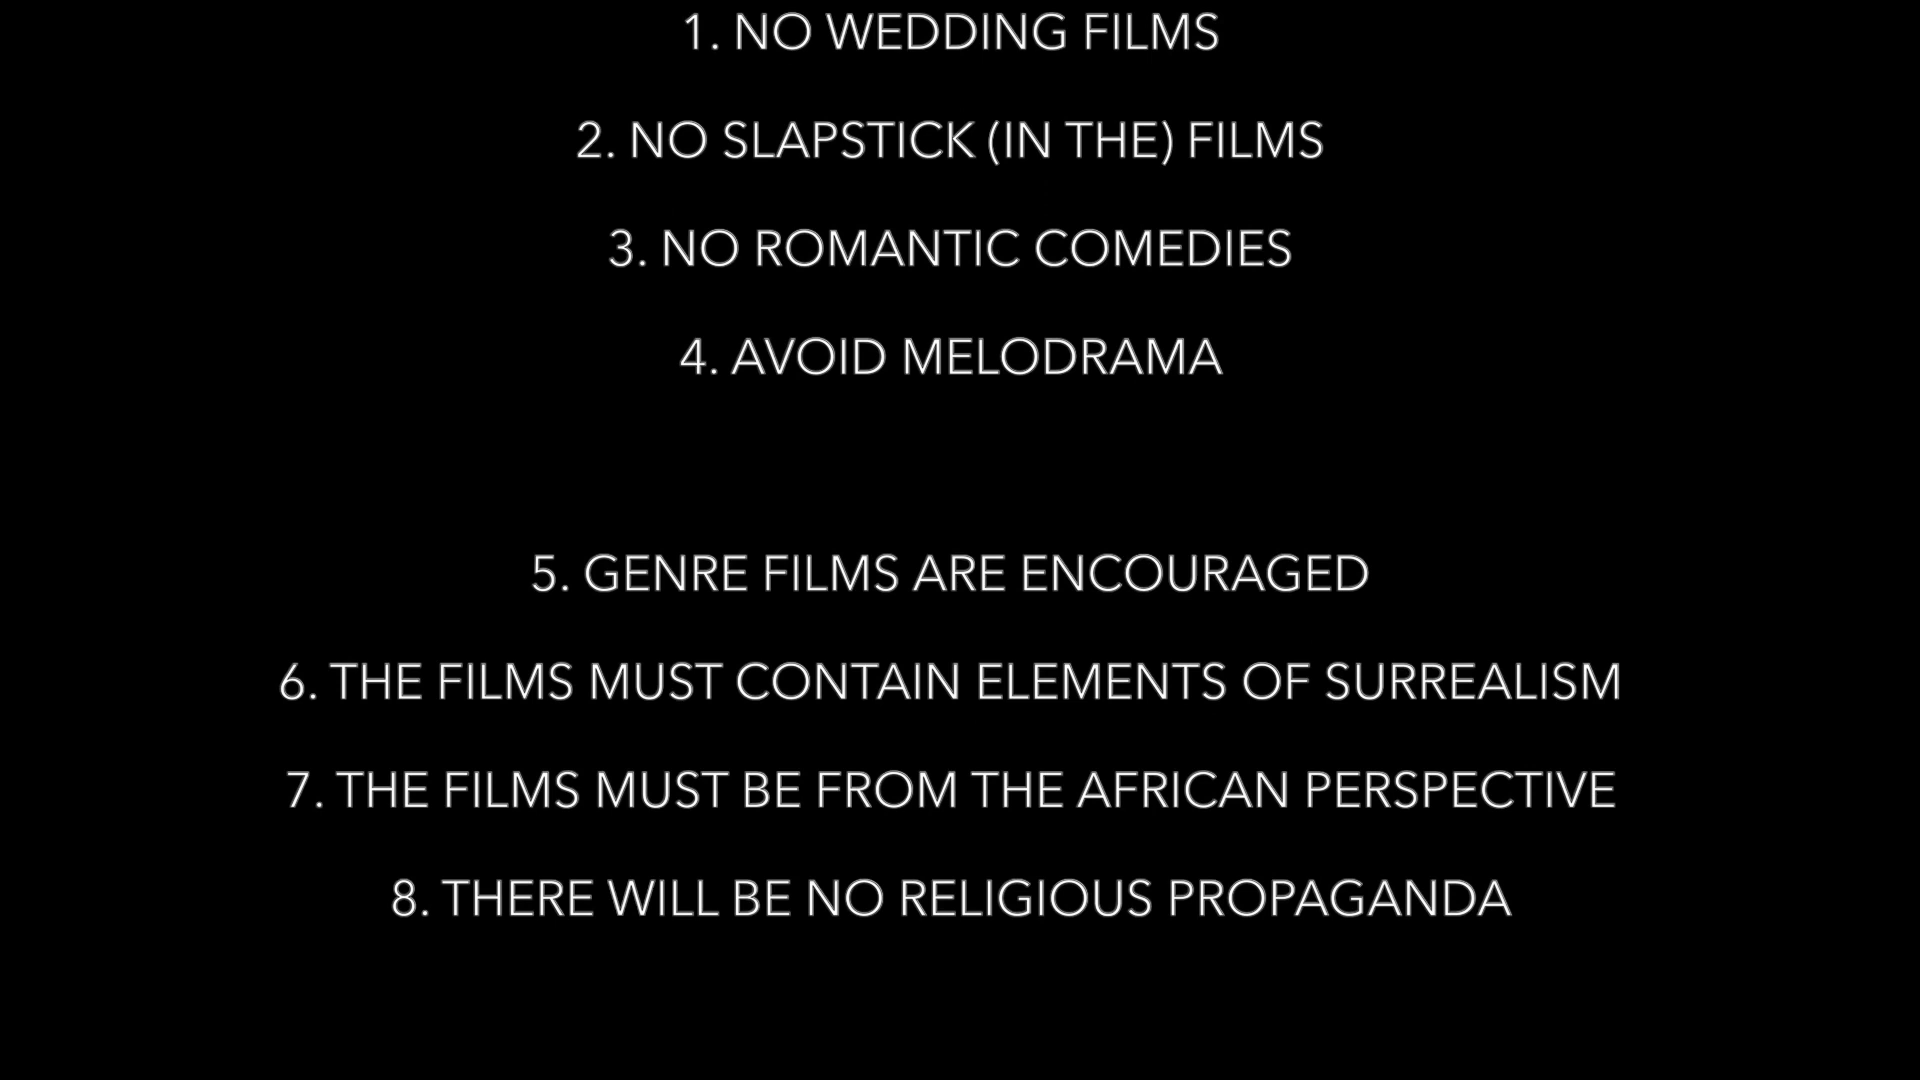 1. NO WEDDING FILMS
2. NO SLAPSTICK (IN THE) FILMS
3. NO ROMANTIC COMEDIES
4. AVOID MELODRAMA
5. GENRE FILMS ARE ENCOURAGED
6. THE FILMS MUST CONTAIN ELEMENTS OF SURREALISM
7. THE FILMS MUST BE FROM THE AFRICAN PERSPECTIVE
8. THERE WILL BE NO RELIGIOUS PROPAGANDA